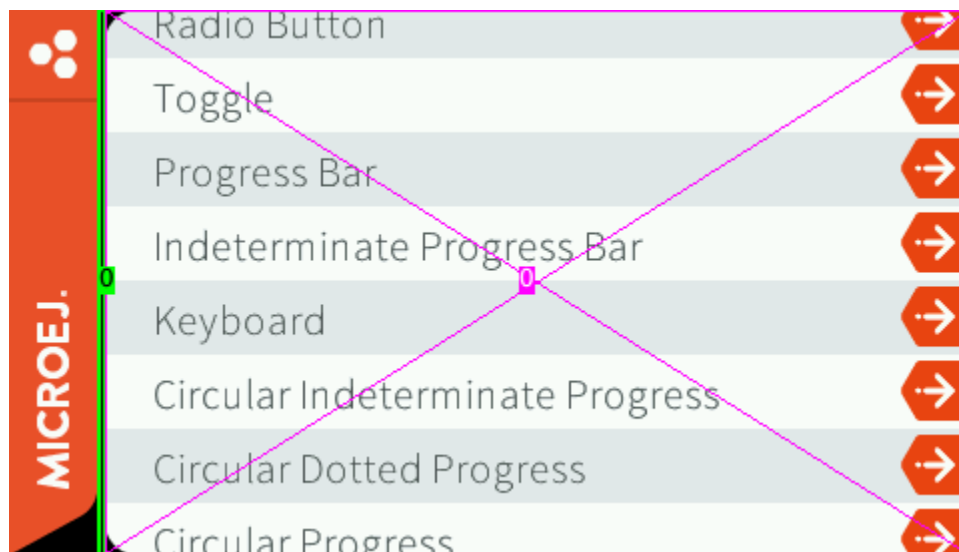 MICROEJ.
Radio Button
Toggle
Progress Bar
Indeterminate Progress Bar
Keyboard
Circular Indeterminate Progress
Circular Dotted Progress
Circular Progress
0
0